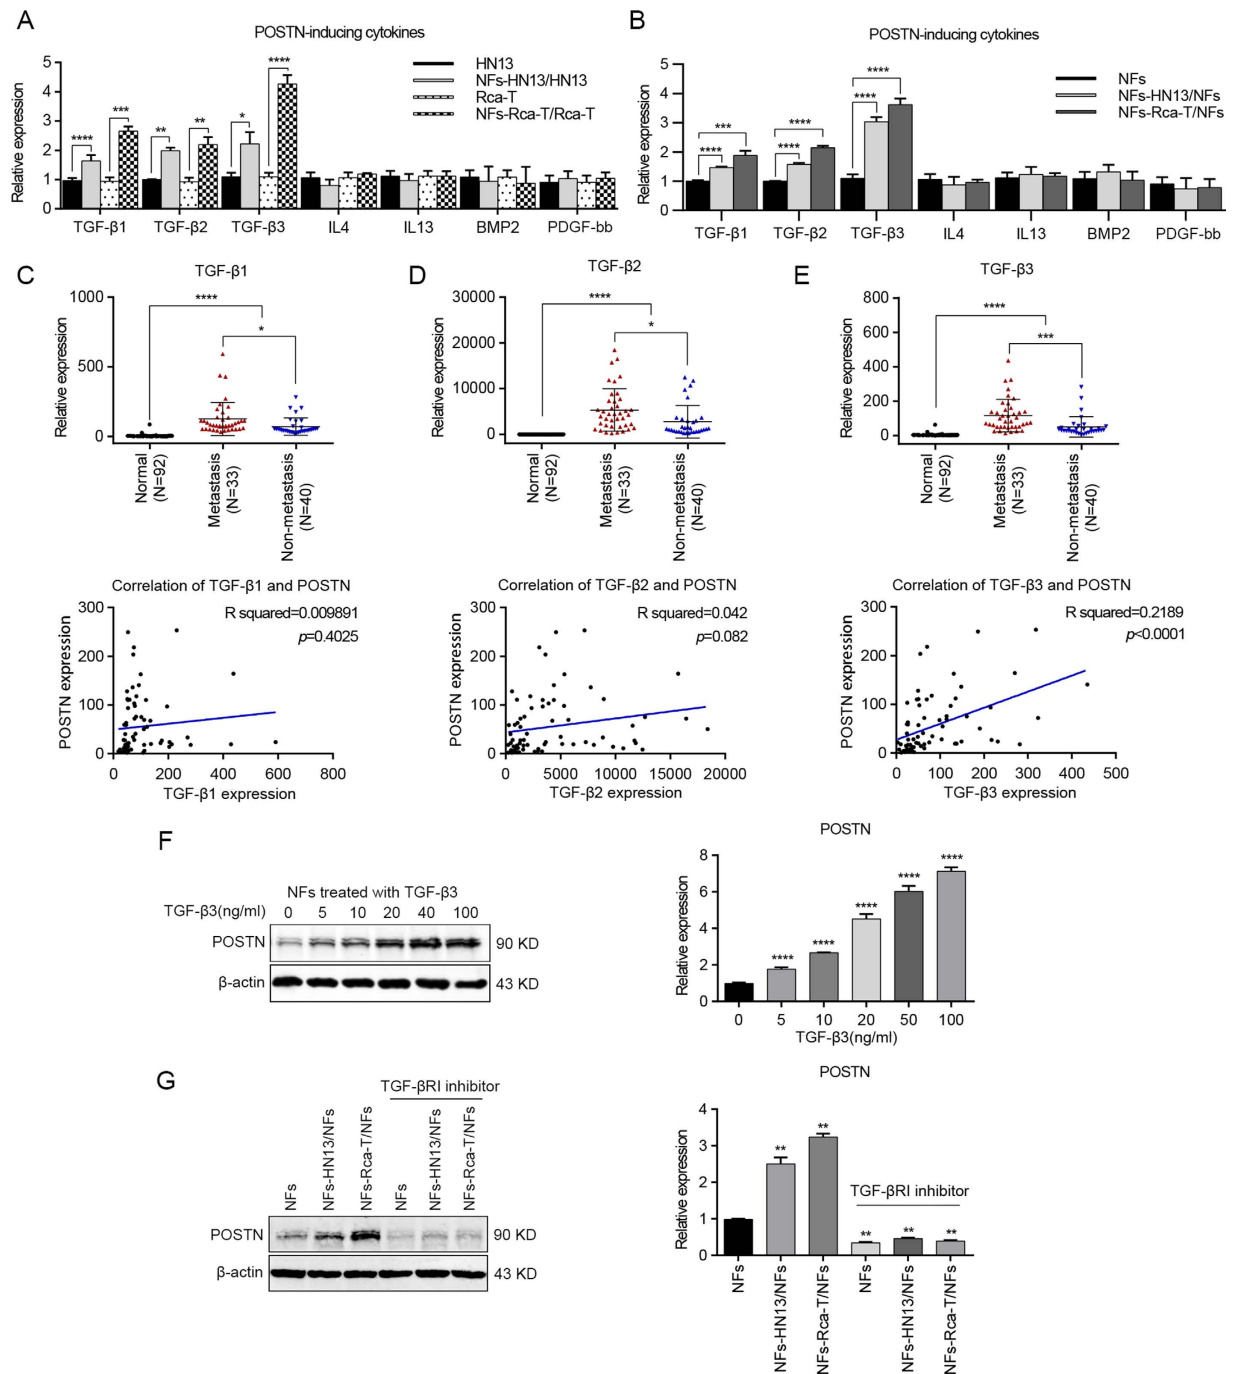 A
POSTN-inducing cytokines
Relative expression
5
4
3
2
1
0
**** *** ** ** * ****
HN13
NFs-HN13/HN13
Rca-T
NFs-Rca-T/Rca-T
TGF-β1 TGF-β2 TGF-β3 IL4 IL13 BMP2 PDGF-bb
B
POSTN-inducing cytokines
Relative expression
5
4
3
2
1
0
*** **** **** **** **** ****
NFs
NFs-HN13/NFs
NFs-Rca-T/NFs
TGF-β1 TGF-β2 TGF-β3 IL4 IL13 BMP2 PDGF-bb
C
TGF-β1
Relative expression
1000
500
0
****
*
Normal (N=92)
Metastasis (N=33)
Non-metastasis (N=40)
D
TGF-β2
Relative expression
30000
20000
10000
0
****
*
Normal (N=92)
Metastasis (N=33)
Non-metastasis (N=40)
E
TGF-β3
Relative expression
800
600
400
200
0
****
***
Normal (N=92)
Metastasis (N=33)
Non-metastasis (N=40)
Correlation of TGF-β1 and POSTN
R squared=0.009891
p=0.4025
POSTN expression
300
200
100
0
0 200 400 600 800
TGF-β1 expression
Correlation of TGF-β2 and POSTN
R squared=0.042
p=0.082
POSTN expression
300
200
100
0
0 5000 10000 15000 20000
TGF-β2 expression
Correlation of TGF-β3 and POSTN
R squared=0.2189
p<0.0001
POSTN expression
300
200
100
0
0 100 200 300 400 500
TGF-β3 expression
F
NFs treated with TGF-β3
TGF-β3(ng/ml) 0 5 10 20 40 100
POSTN 90 KD
β-actin 43 KD
POSTN
Relative expression
8
6
4
2
0
**** **** **** **** ****
0 5 10 20 50 100
TGF-β3(ng/ml)
G
TGF-βRI inhibitor
NFs
NFs-HN13/NFs
NFs-Rca-T/NFs
NFs
NFs-HN13/NFs
NFs-Rca-T/NFs
POSTN 90 KD
β-actin 43 KD
POSTN
Relative expression
4
3
2
1
0
** ** ** ** **
TGF-βRI inhibitor
NFs
NFs-HN13/NFs
NFs-Rca-T/NFs
NFs
NFs-HN13/NFs
NFs-Rca-T/NFs